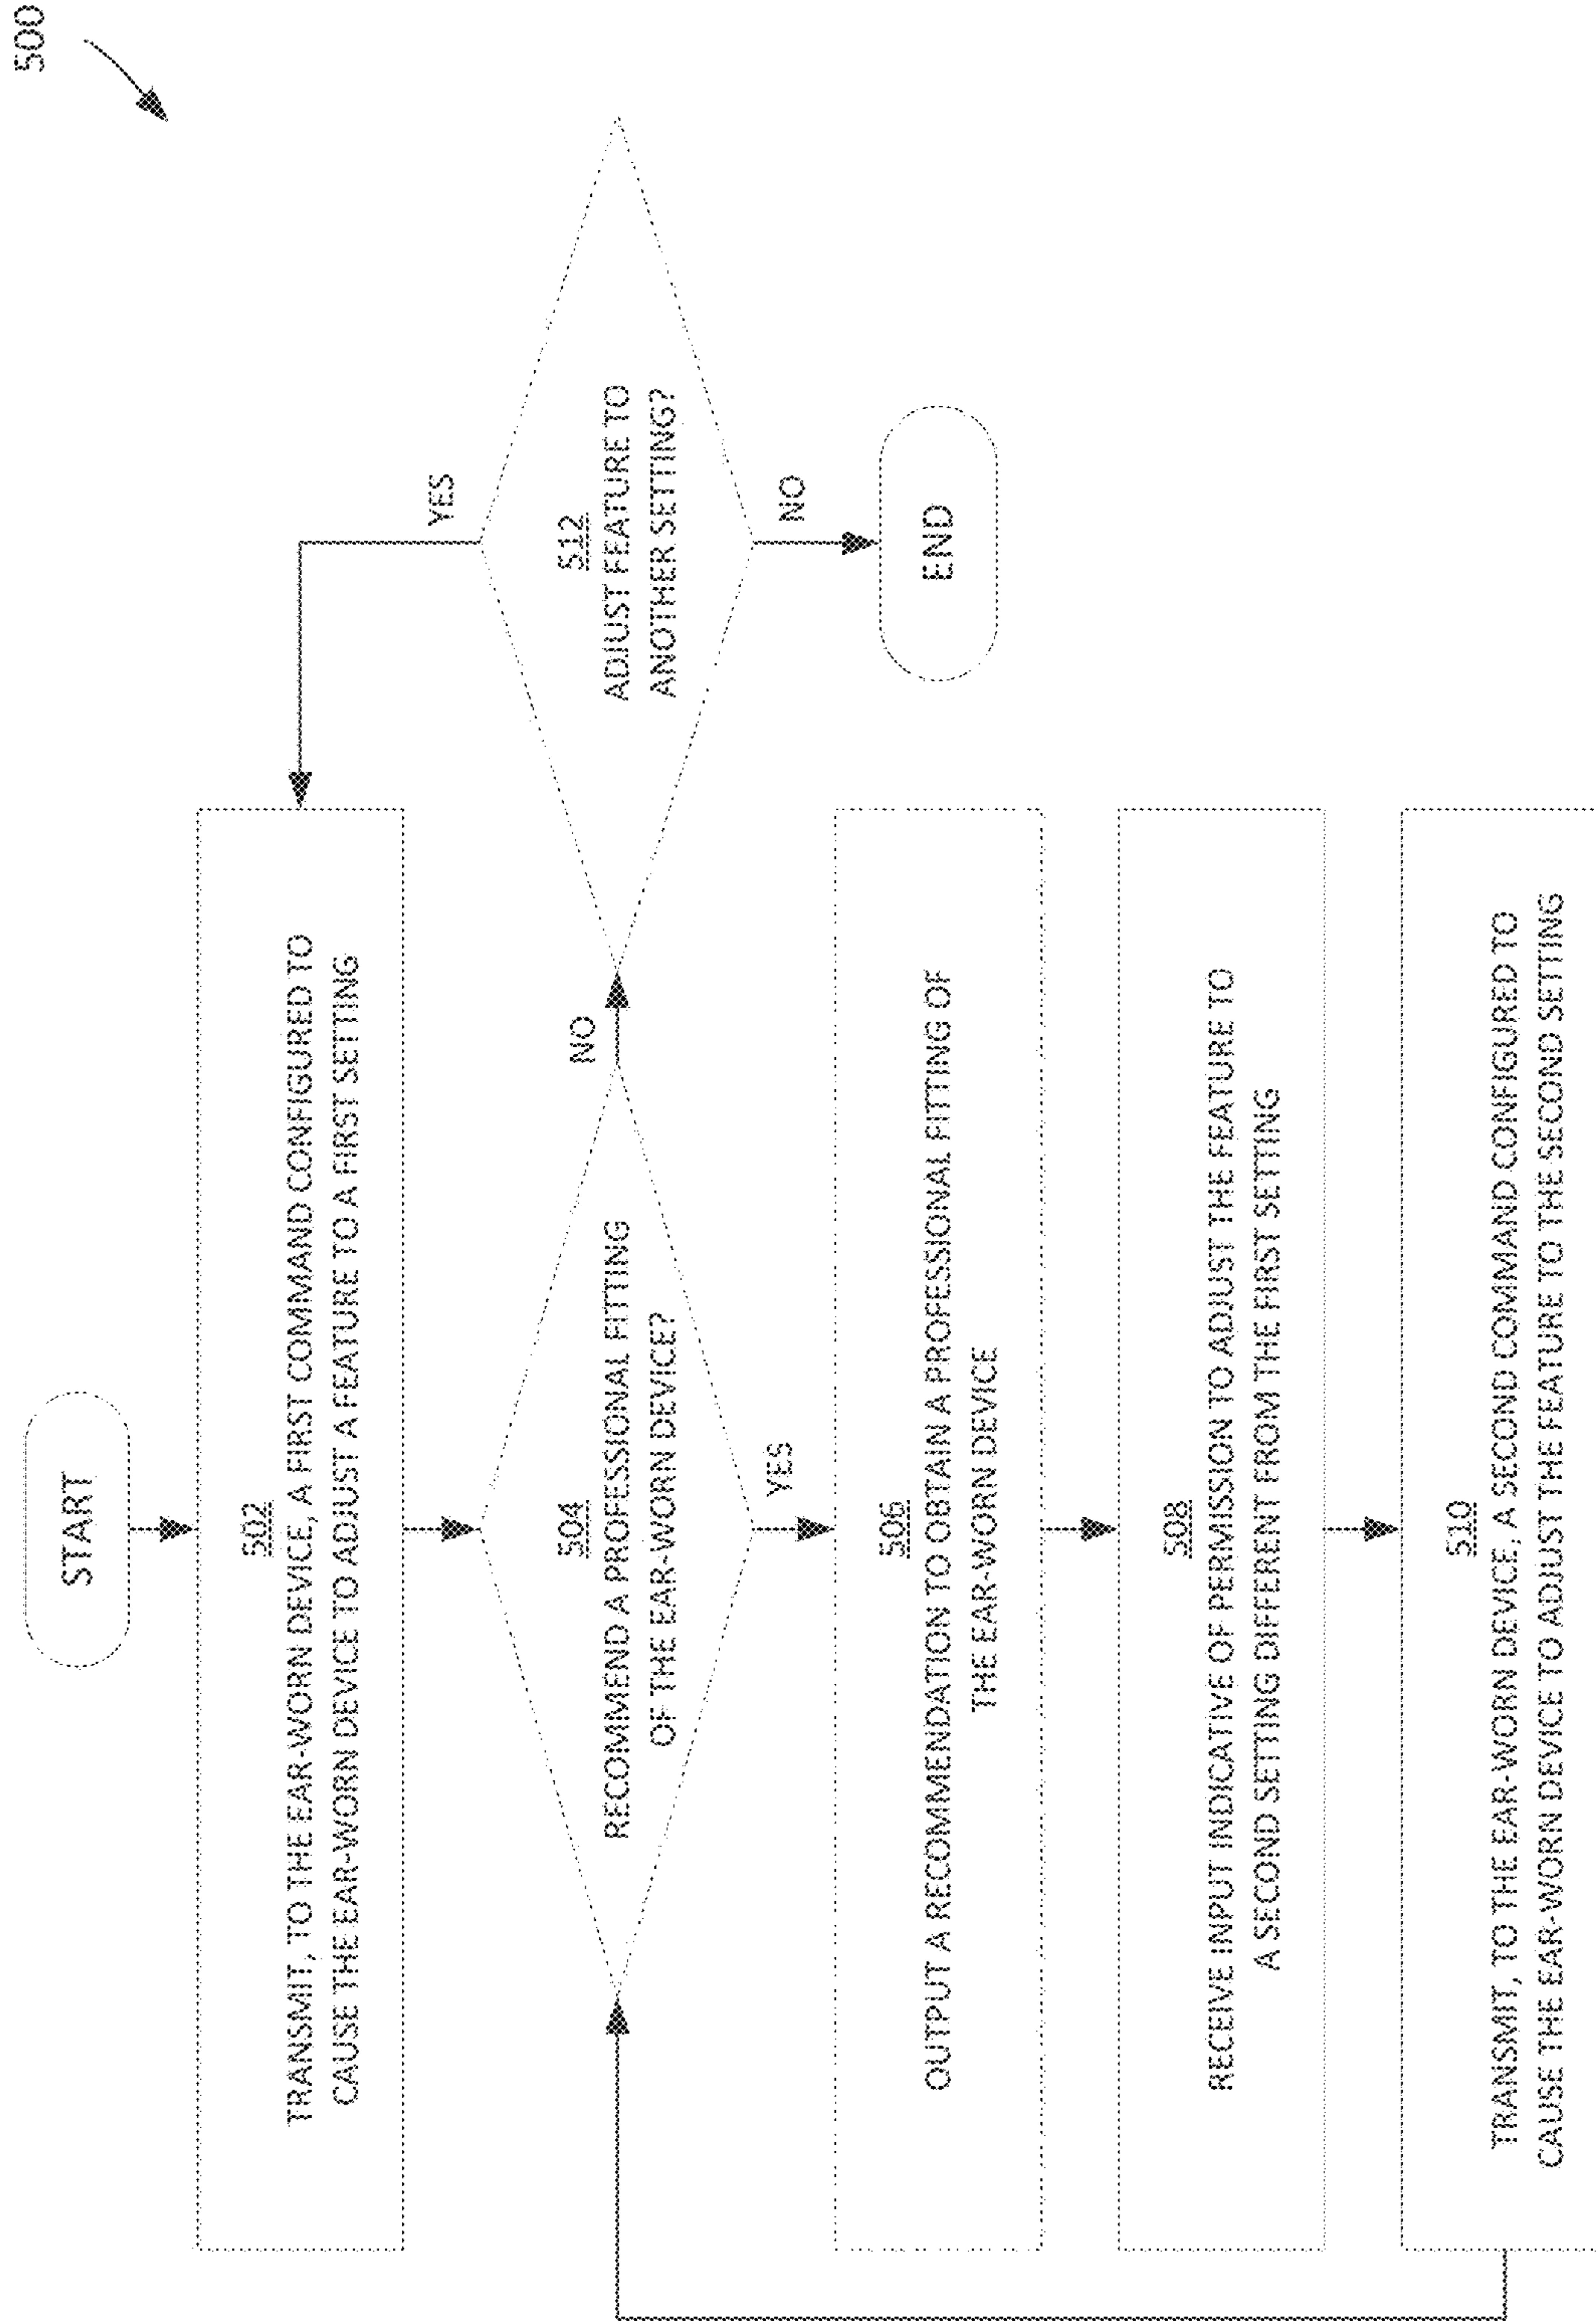 500
START
502
TRANSMIT, TO THE EAR-WORN DEVICE, A FIRST COMMAND CONFIGURED TO
CAUSE THE EAR-WORN DEVICE TO ADJUST A FEATURE TO A FIRST SETTING
504
RECOMMEND A PROFESSIONAL FITTING
OF THE EAR-WORN DEVICE?
NO
YES
512
ADJUST FEATURE TO
ANOTHER SETTING?
YES
NO
END
506
OUTPUT A RECOMMENDATION TO OBTAIN A PROFESSIONAL FITTING OF
THE EAR-WORN DEVICE
508
RECEIVE INPUT INDICATIVE OF PERMISSION TO ADJUST THE FEATURE TO
A SECOND SETTING DIFFERENT FROM THE FIRST SETTING
510
TRANSMIT, TO THE EAR-WORN DEVICE, A SECOND COMMAND CONFIGURED TO
CAUSE THE EAR-WORN DEVICE TO ADJUST THE FEATURE TO THE SECOND SETTING